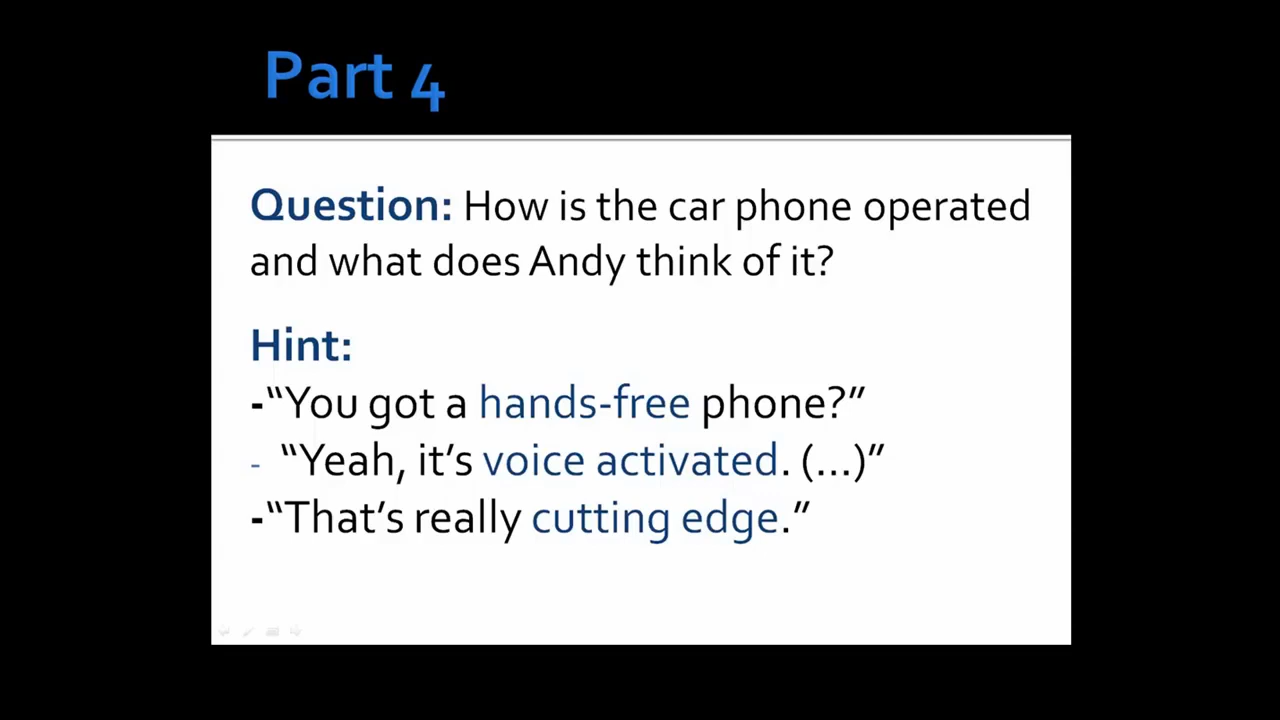 Part 4
Question: How is the car phone operated
and what does Andy think of it?
Hint:
-“You got a hands-free phone?”
- “Yeah, it’s voice activated. (...)”
-“That’s really cutting edge.”